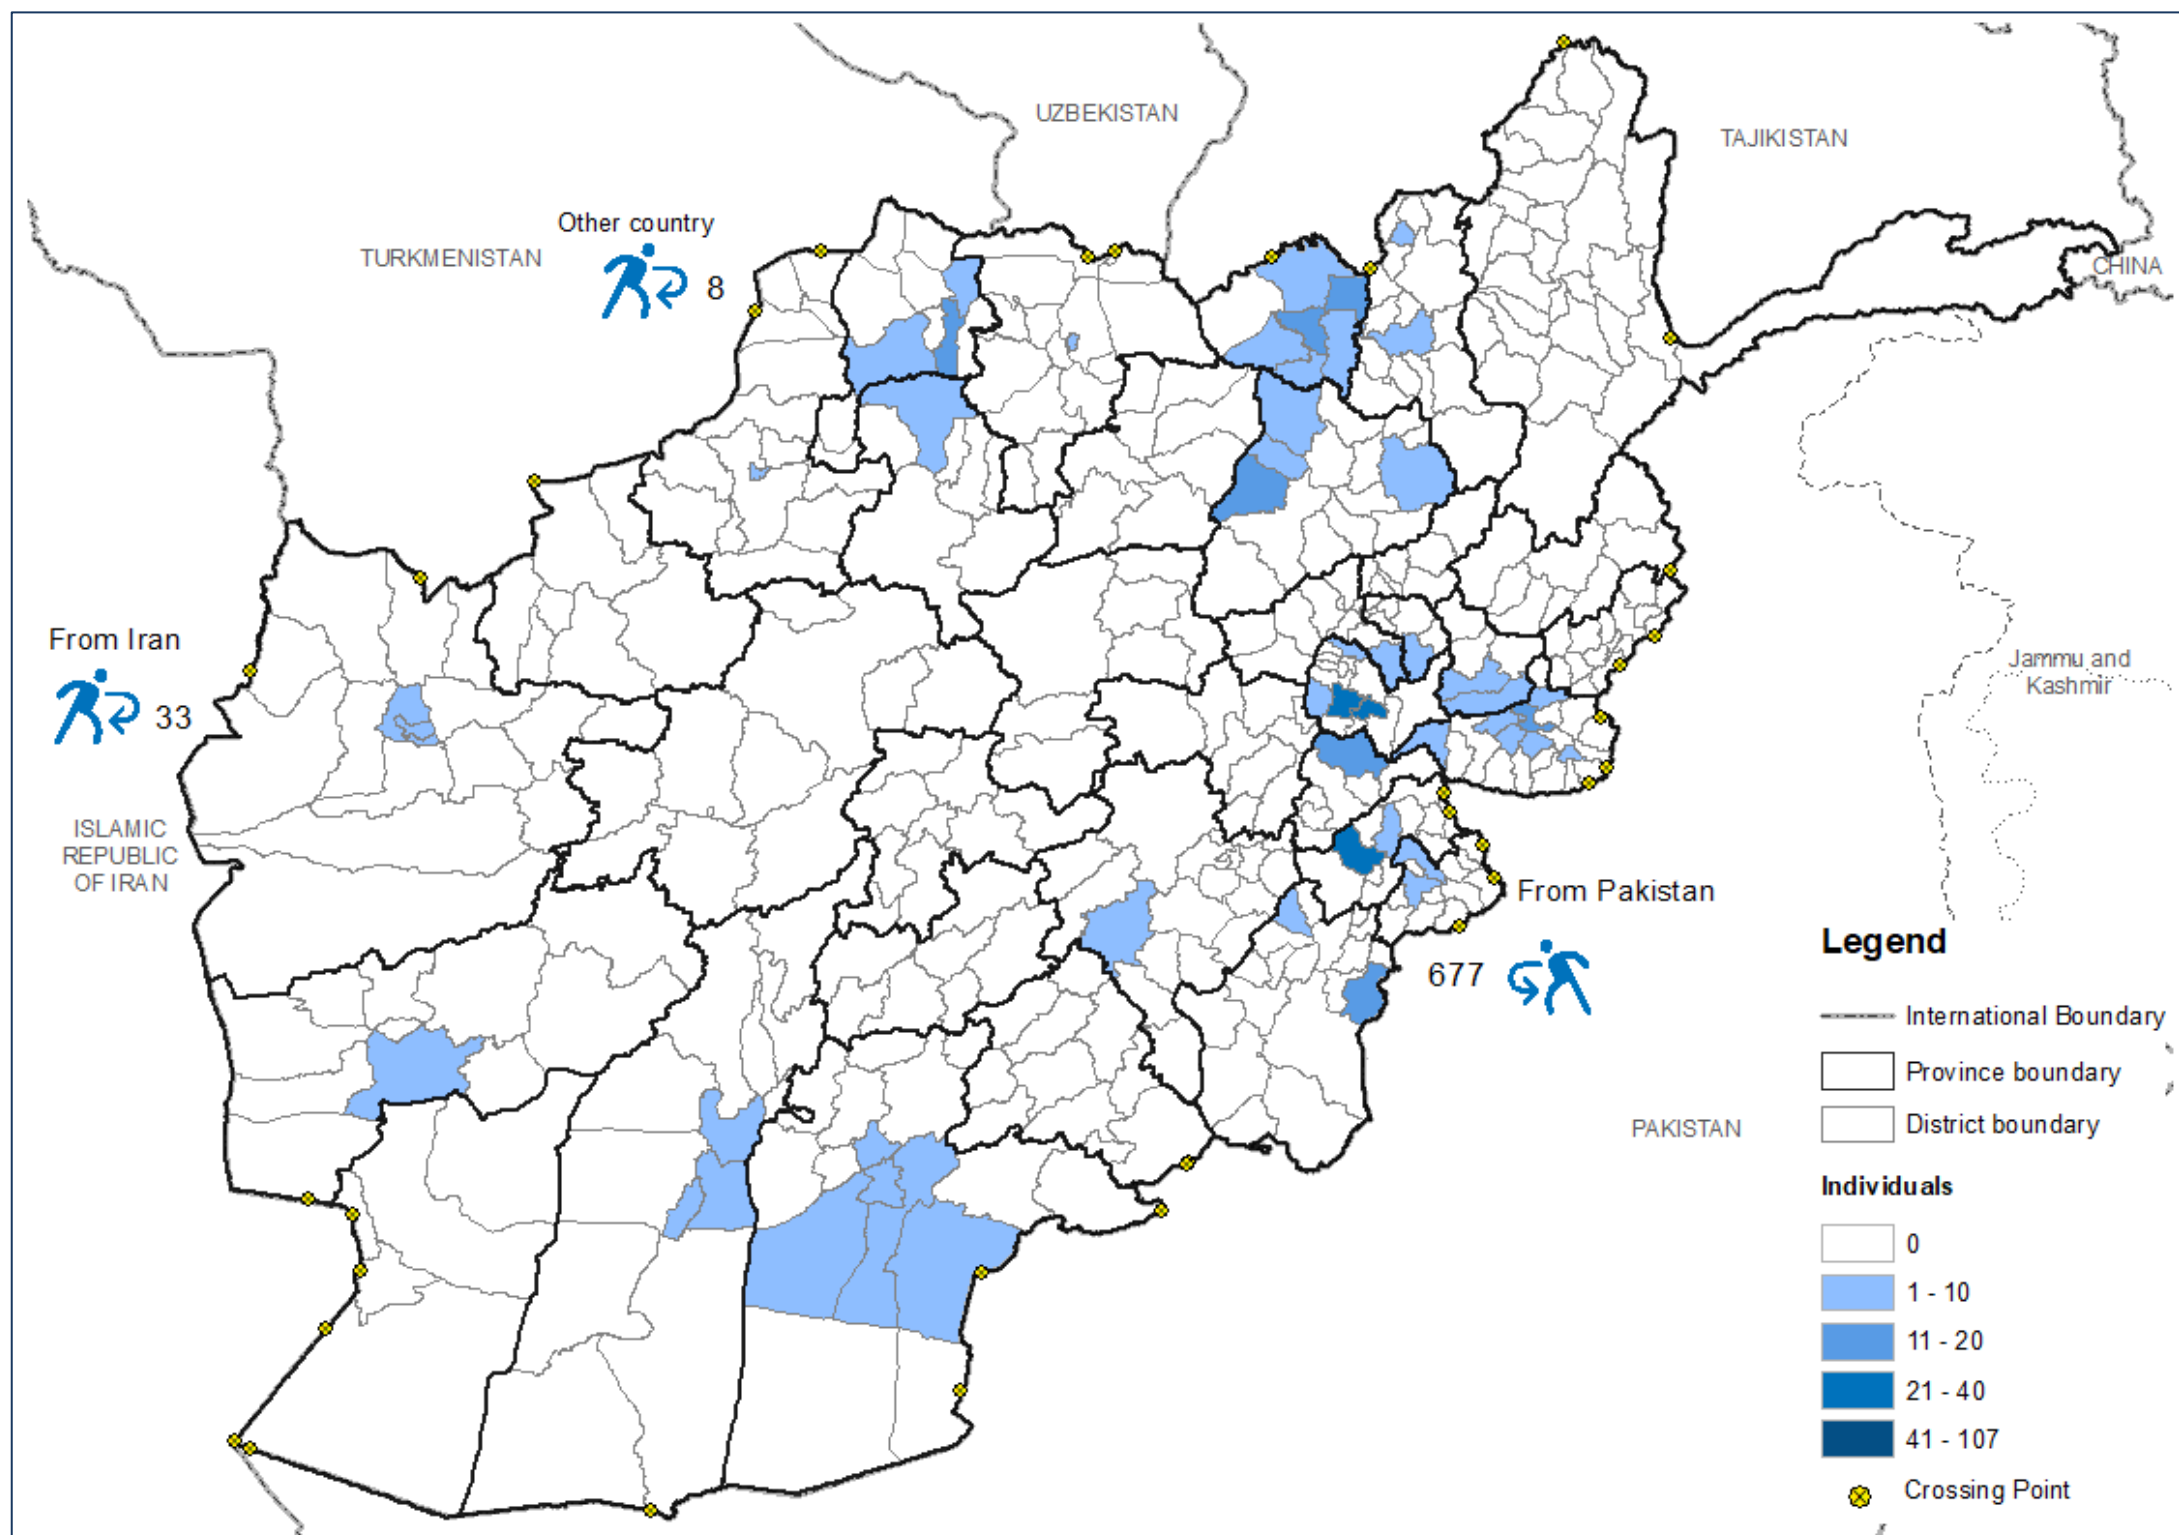 UZBEKISTAN
TAJIKISTAN
Other country
8
TURKMENISTAN
CHINA
From Iran
33
Jammu and
Kashmir
ISLAMIC
REPUBLIC
OF IRAN
From Pakistan
677
PAKISTAN
Legend
International Boundary
Province boundary
District boundary
Individuals
0
1 - 10
11 - 20
21 - 40
41 - 107
Crossing Point